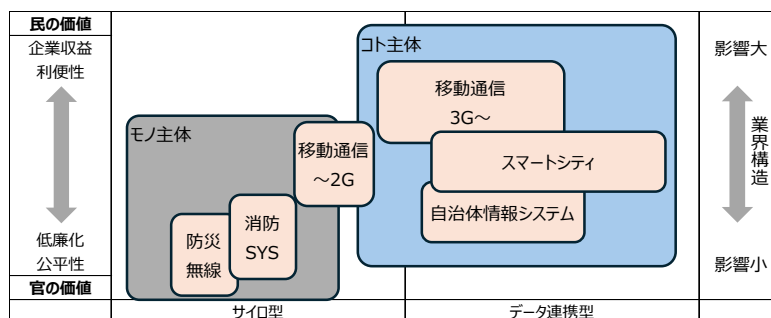 民の価値
企業収益
利便性
低廉化
公平性
官の価値
コト主体
移動通信
3G～
スマートシティ
自治体情報システム
モノ主体
移動通信
～2G
消防
SYS
防災
無線
サイロ型
データ連携型
影響大
業界構造
影響小